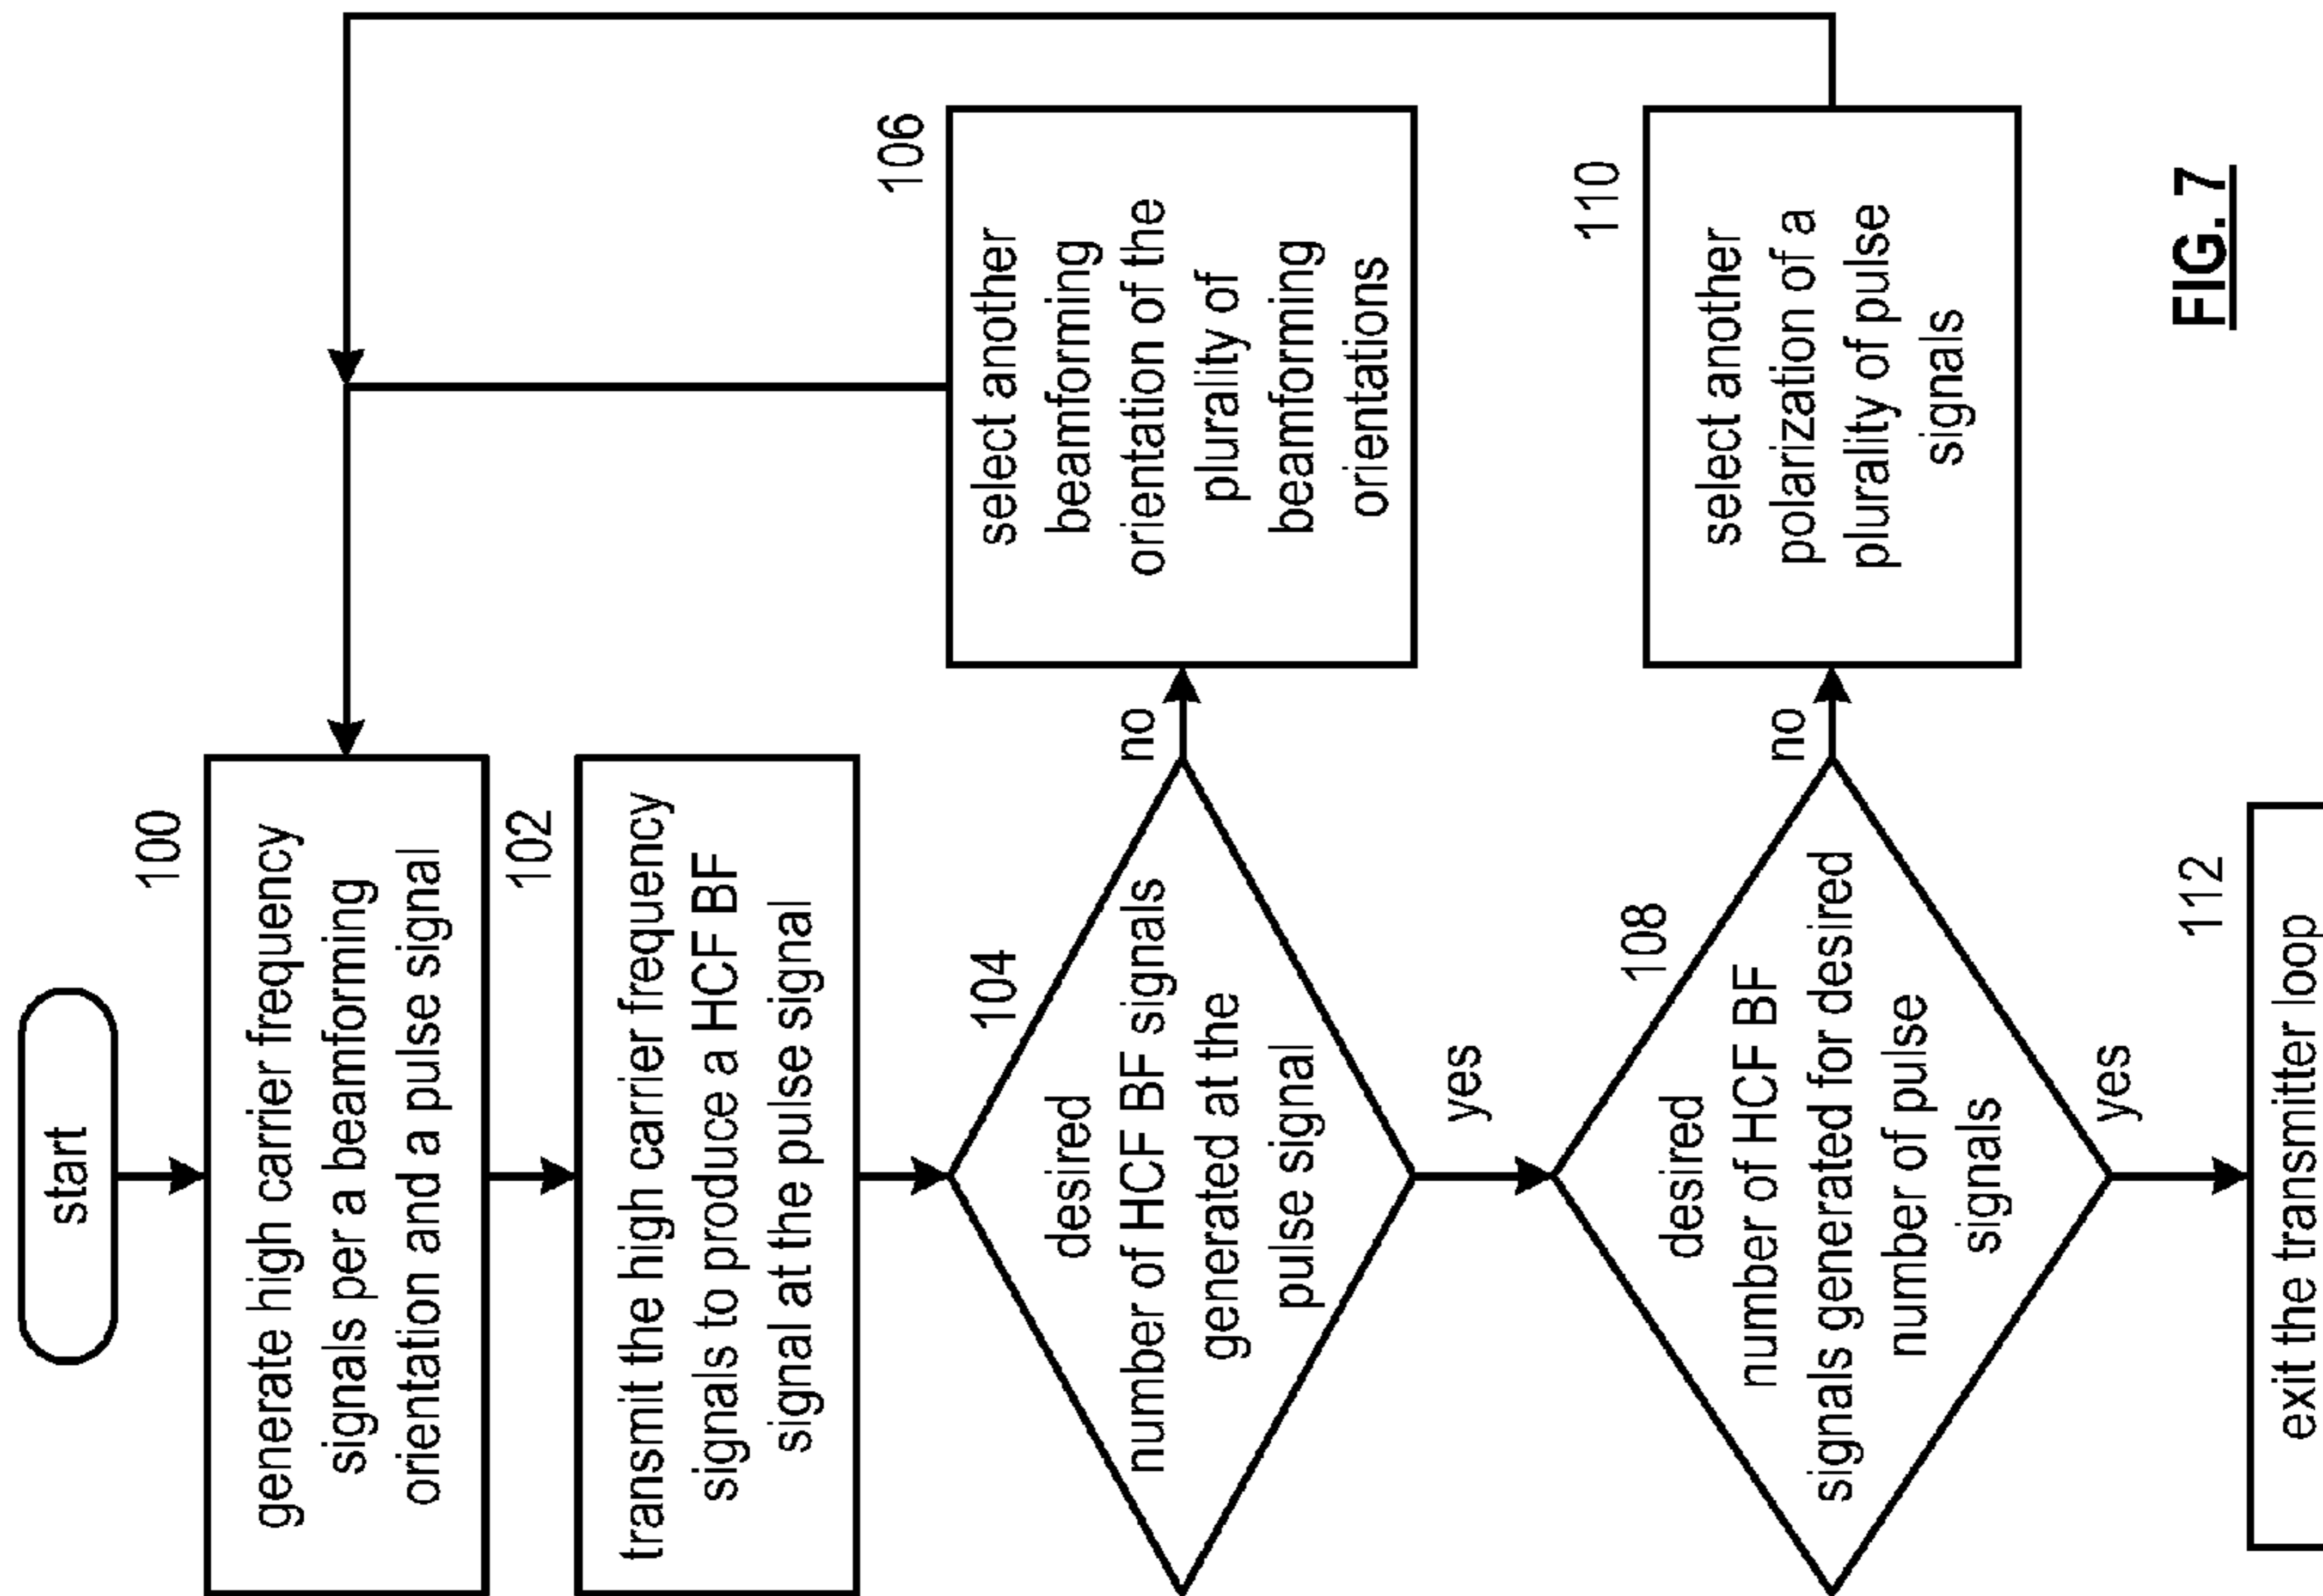 start
100
generate high carrier frequency
signals per a beamforming
orientation and a pulse signal
102
transmit the high carrier frequency
signals to produce a HCF BF
signal at the pulse signal
104
desired
number of HCF BF signals
generated at the
pulse signal
no
106
select another
beamforming
orientation of the
plurality of
beamforming
orientations
yes
108
desired
number of HCF BF
signals generated for desired
number of pulse
signals
no
110
select another
polarization of a
plurality of pulse
signals
yes
112
exit the transmitter loop
FIG. 7